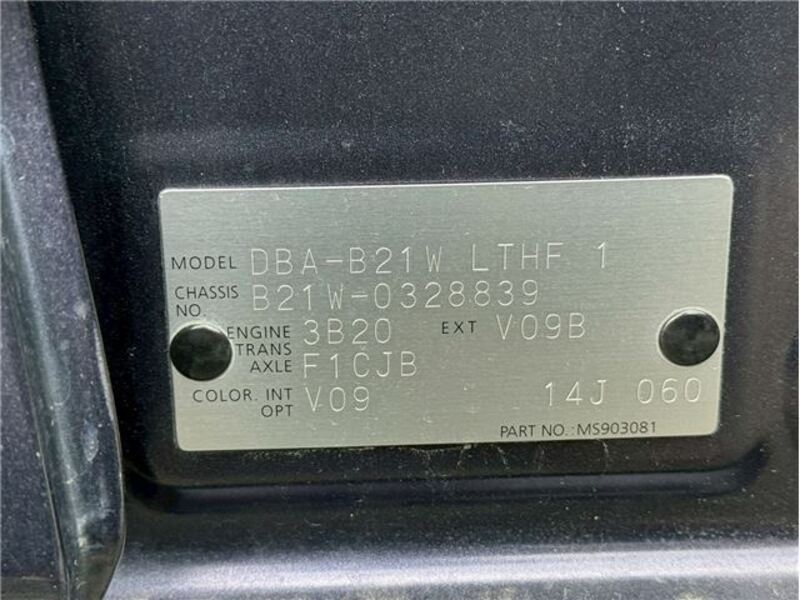 MODEL DBA-B21W LTHF 1
CHASSIS NO. B21W-0328839
ENGINE 3B20 EXT V09B
TRANS AXLE F1CJB
COLOR. INT OPT V09 14J 060
PART NO.: MS903081